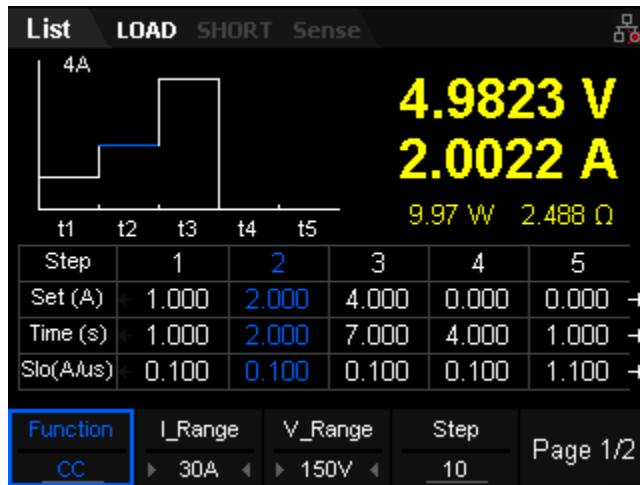 List LOAD SHORT Sense
4A
4.9823 V
2.0022 A
9.97 W 2.488 Ω
t1 t2 t3 t4 t5
Step 1 2 3 4 5
Set (A) 1.000 2.000 4.000 0.000 0.000
Time (s) 1.000 2.000 7.000 4.000 1.000
Slo(A/us) 0.100 0.100 0.100 0.100 1.100
Function I_Range V_Range Step Page 1/2
CC 30A 150V 10